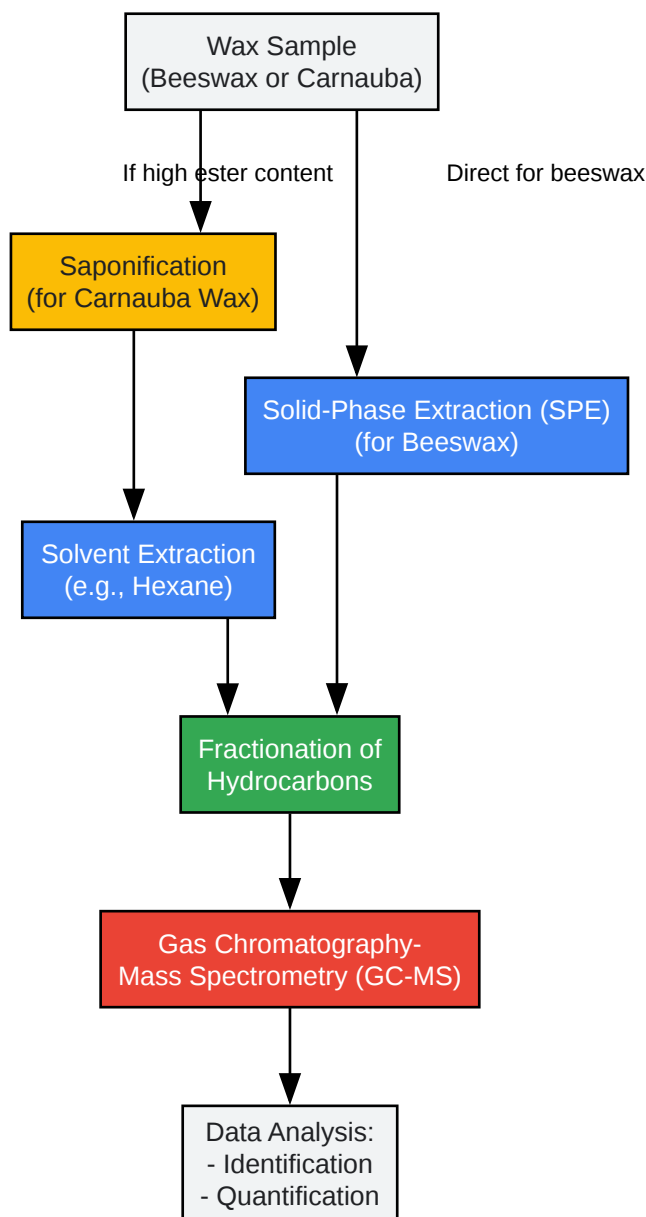 Wax Sample
(Beeswax or Carnauba)
If high ester content
Direct for beeswax
Saponification
(for Carnauba Wax)
Solid-Phase Extraction (SPE)
(for Beeswax)
Solvent Extraction
(e.g., Hexane)
Fractionation of
Hydrocarbons
Gas Chromatography-
Mass Spectrometry (GC-MS)
Data Analysis:
- Identification
- Quantification